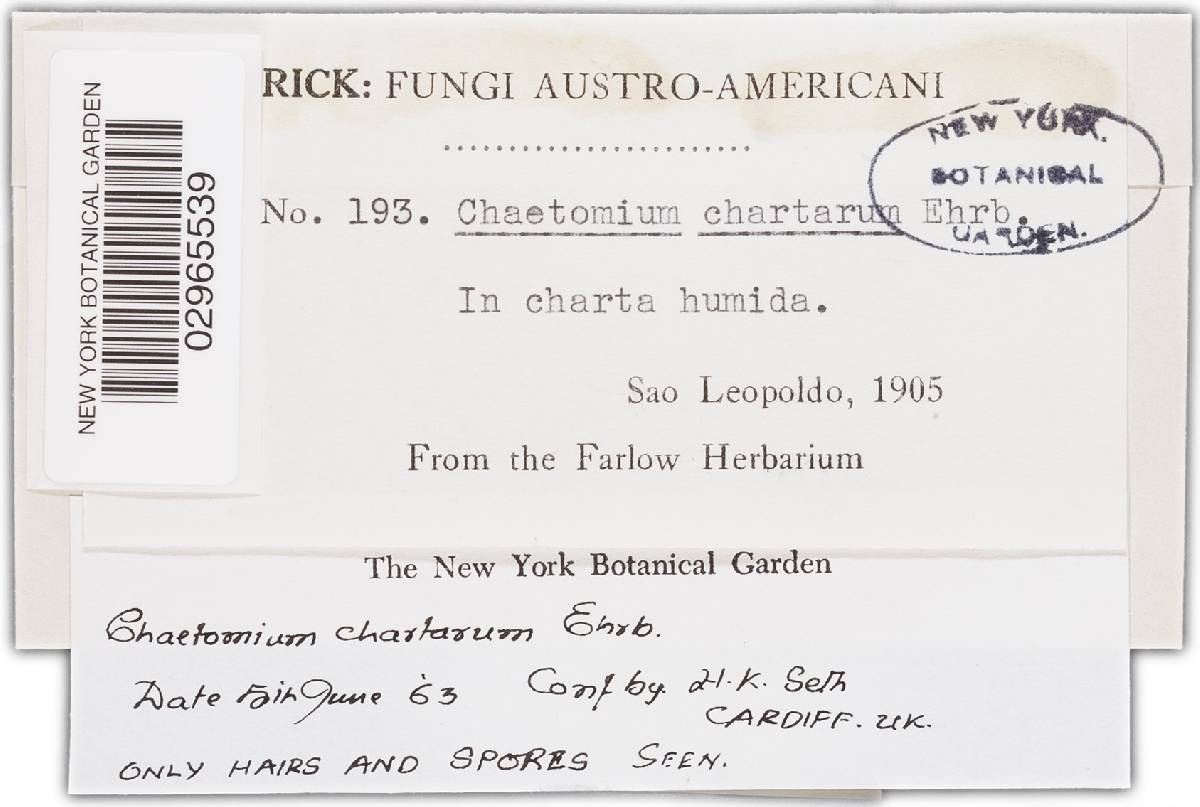 RICK: FUNGI AUSTRO-AMERICANI
NEW YORK
BOTANICAL
GARDEN.
No. 193. Chaetomium chartarum Ehrb.
In charta humida.
Sao Leopoldo, 1905
From the Farlow Herbarium
NEW YORK BOTANICAL GARDEN
02965539
The New York Botanical Garden
Chaetomium chartarum Ehrb.
Date 5th June '63 Conf by. H.K. Seth
CARDIFF. UK.
ONLY HAIRS AND SPORES SEEN.